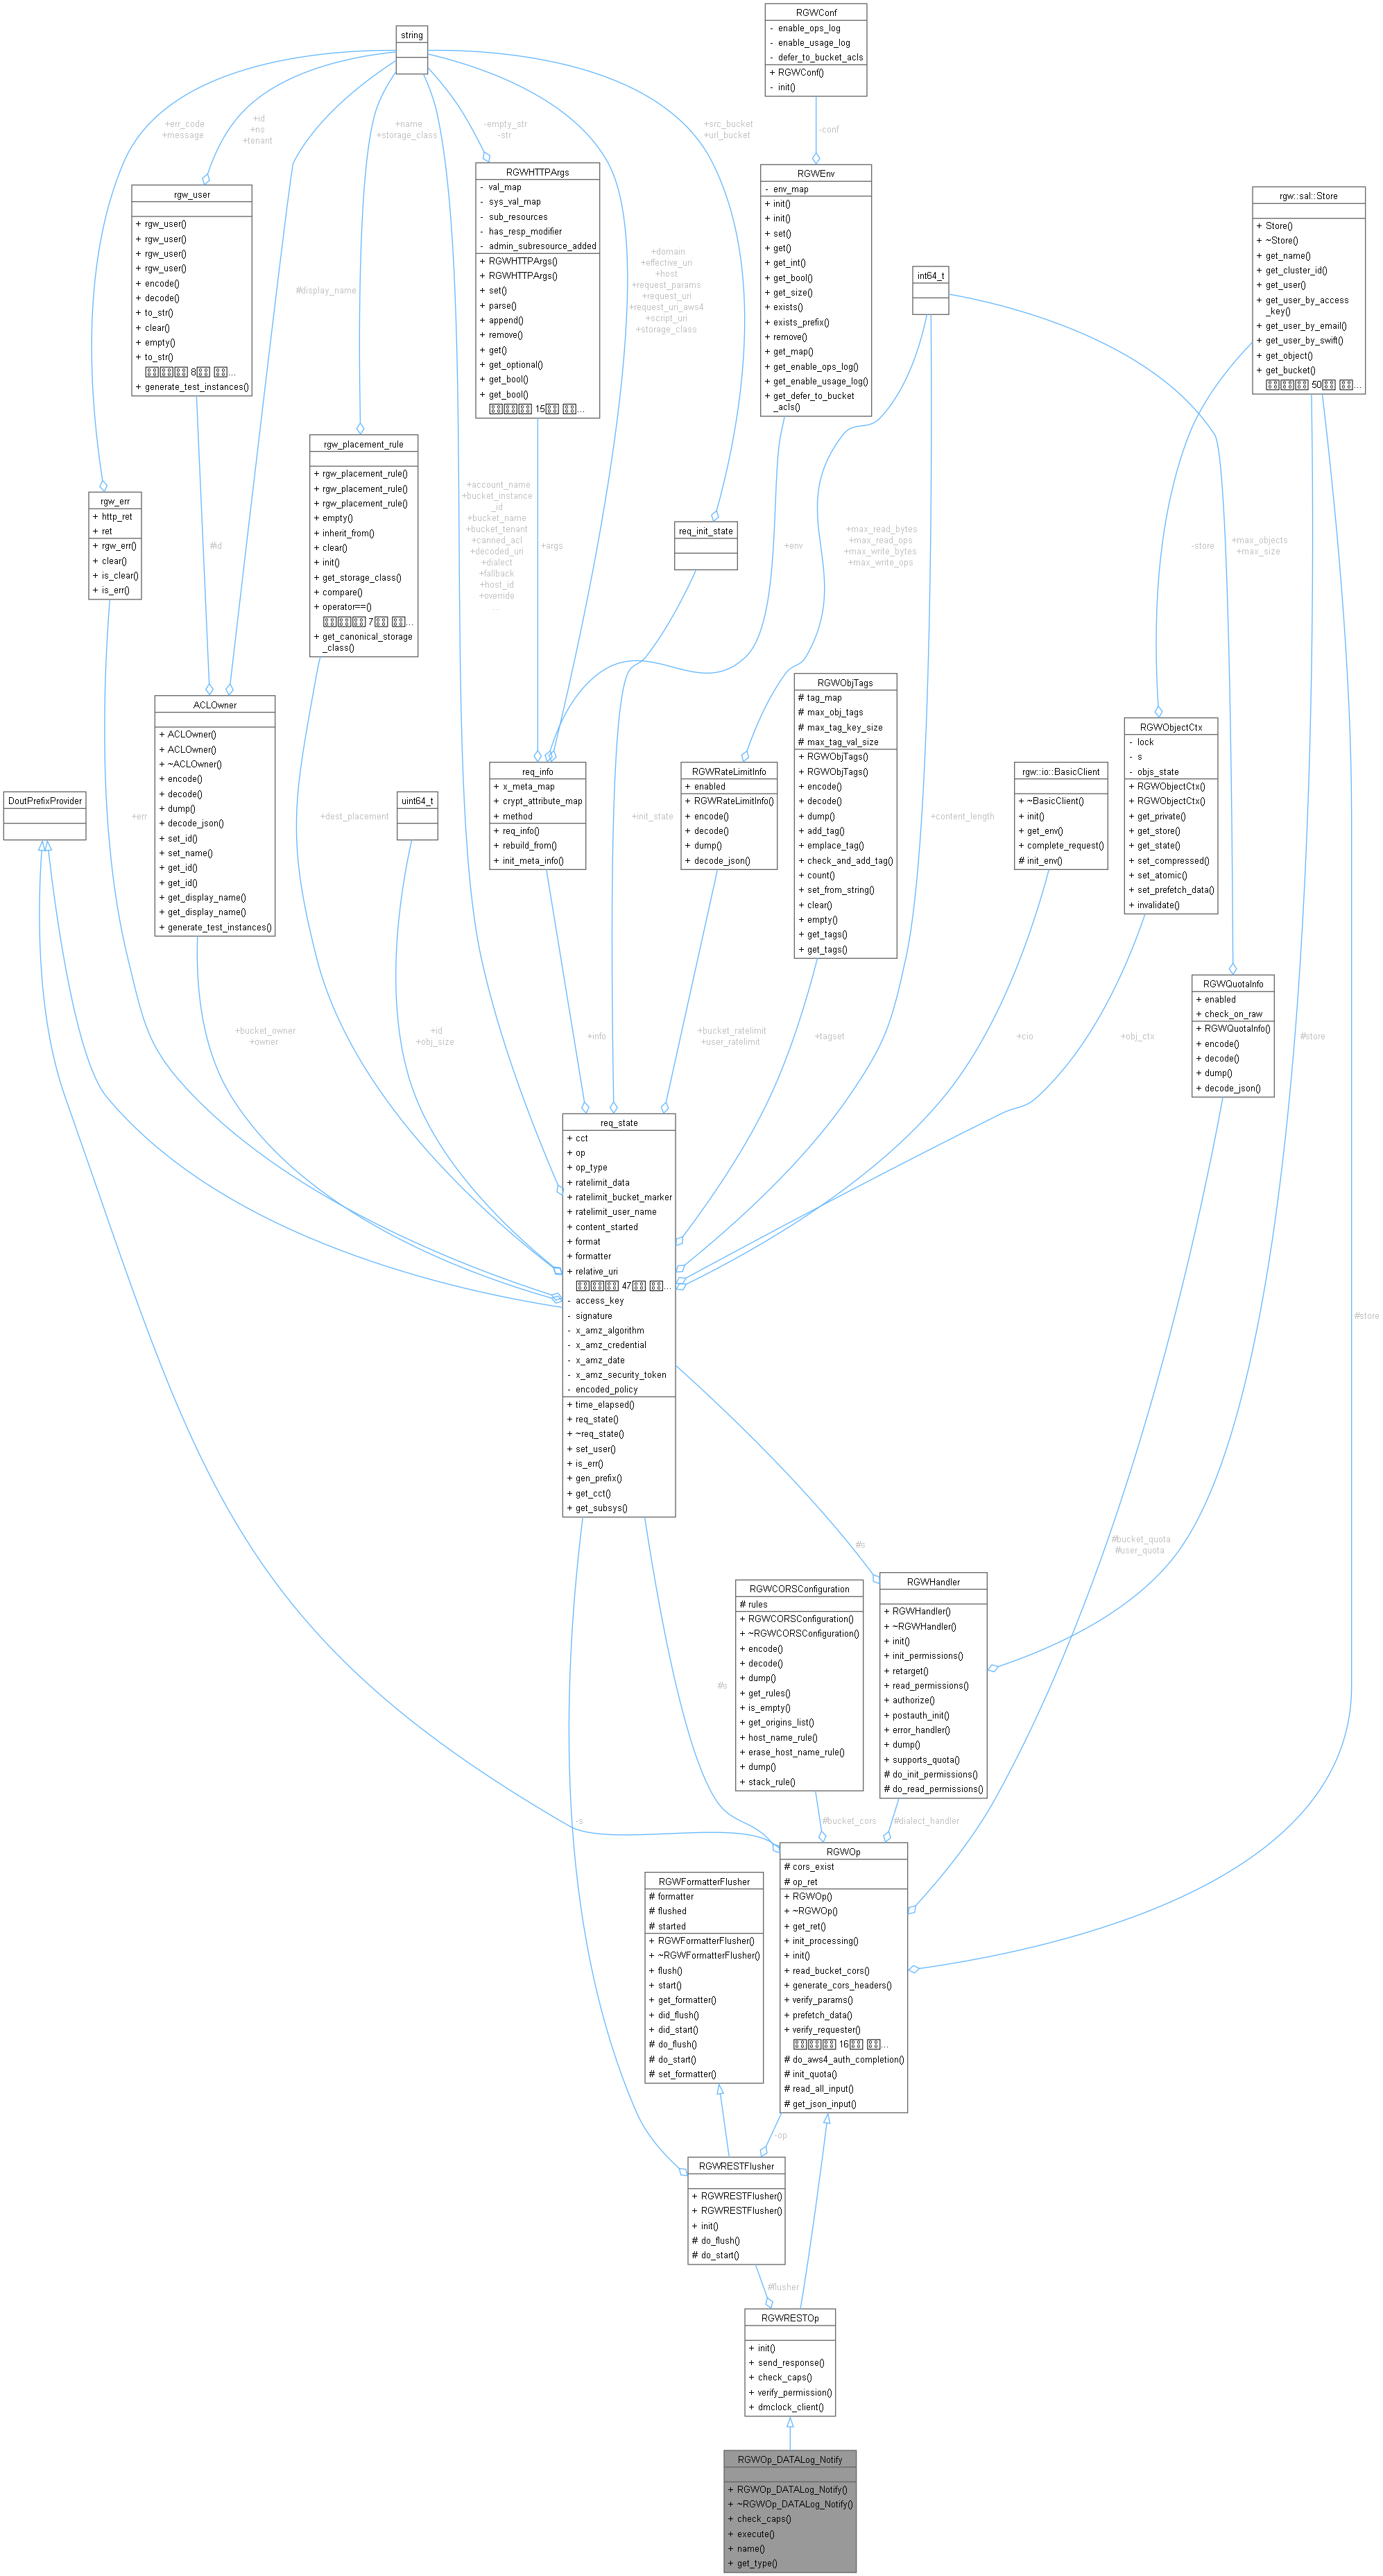 RGWConf
- enable_ops_log
- enable_usage_log
- defer_to_bucket_acls
+ RGWConf()
- init()
string
+err_code
+message
+id
+ns
+tenant
+name
+storage_class
-empty_str
-str
+src_bucket
+url_bucket
-conf
rgw_user
+ rgw_user()
+ rgw_user()
+ rgw_user()
+ rgw_user()
+ encode()
+ decode()
+ to_str()
+ clear()
+ empty()
+ to_str()
8
...
+ generate_test_instances()
RGWHTTPArgs
- val_map
- sys_val_map
- sub_resources
- has_resp_modifier
- admin_subresource_added
+ RGWHTTPArgs()
+ RGWHTTPArgs()
+ set()
+ parse()
+ append()
+ remove()
+ get()
+ get_optional()
+ get_bool()
+ get_bool()
15
...
RGWEnv
- env_map
+ init()
+ init()
+ set()
+ get()
+ get_int()
+ get_bool()
+ get_size()
+ exists()
+ exists_prefix()
+ remove()
+ get_map()
+ get_enable_ops_log()
+ get_enable_usage_log()
+ get_defer_to_bucket
_acls()
rgw::sal::Store
+ Store()
+ ~Store()
+ get_name()
+ get_cluster_id()
+ get_user()
+ get_user_by_access
_key()
+ get_user_by_email()
+ get_user_by_swift()
+ get_object()
+ get_bucket()
50
...
int64_t
#display_name
+domain
+effective_uri
+host
+request_params
+request_uri
+request_uri_aws4
+script_uri
+storage_class
rgw_placement_rule
+ rgw_placement_rule()
+ rgw_placement_rule()
+ rgw_placement_rule()
+ empty()
+ inherit_from()
+ clear()
+ init()
+ get_storage_class()
+ compare()
+ operator==()
7
...
+ get_canonical_storage
_class()
rgw_err
+ http_ret
+ ret
+ rgw_err()
+ clear()
+ is_clear()
+ is_err()
#id
+account_name
+bucket_instance
_id
+bucket_name
+bucket_tenant
+canned_acl
+decoded_uri
+dialect
+fallback
+host_id
+override
...
+args
req_init_state
+env
+max_read_bytes
+max_read_ops
+max_write_bytes
+max_write_ops
-store
+max_objects
+max_size
ACLOwner
+ ACLOwner()
+ ACLOwner()
+ ~ACLOwner()
+ encode()
+ decode()
+ dump()
+ decode_json()
+ set_id()
+ set_name()
+ get_id()
+ get_id()
+ get_display_name()
+ get_display_name()
+ generate_test_instances()
DoutPrefixProvider
+err
+dest_placement
uint64_t
req_info
+ x_meta_map
+ crypt_attribute_map
+ method
+ req_info()
+ rebuild_from()
+ init_meta_info()
+init_state
RGWRateLimitInfo
+ enabled
+ RGWRateLimitInfo()
+ encode()
+ decode()
+ dump()
+ decode_json()
RGWObjTags
# tag_map
# max_obj_tags
# max_tag_key_size
# max_tag_val_size
+ RGWObjTags()
+ RGWObjTags()
+ encode()
+ decode()
+ dump()
+ add_tag()
+ emplace_tag()
+ check_and_add_tag()
+ count()
+ set_from_string()
+ clear()
+ empty()
+ get_tags()
+ get_tags()
+content_length
rgw::io::BasicClient
+ ~BasicClient()
+ init()
+ get_env()
+ complete_request()
# init_env()
RGWObjectCtx
- lock
- s
- objs_state
+ RGWObjectCtx()
+ RGWObjectCtx()
+ get_private()
+ get_store()
+ get_state()
+ set_compressed()
+ set_atomic()
+ set_prefetch_data()
+ invalidate()
RGWQuotaInfo
+ enabled
+ check_on_raw
+ RGWQuotaInfo()
+ encode()
+ decode()
+ dump()
+ decode_json()
+bucket_owner
+owner
+id
+obj_size
+info
+bucket_ratelimit
+user_ratelimit
+tagset
+cio
+obj_ctx
#store
req_state
+ cct
+ op
+ op_type
+ ratelimit_data
+ ratelimit_bucket_marker
+ ratelimit_user_name
+ content_started
+ format
+ formatter
+ relative_uri
47
...
- access_key
- signature
- x_amz_algorithm
- x_amz_credential
- x_amz_date
- x_amz_security_token
- encoded_policy
+ time_elapsed()
+ req_state()
+ ~req_state()
+ set_user()
+ is_err()
+ gen_prefix()
+ get_cct()
+ get_subsys()
#store
#s
#bucket_quota
#user_quota
RGWCORSConfiguration
# rules
+ RGWCORSConfiguration()
+ ~RGWCORSConfiguration()
+ encode()
+ decode()
+ dump()
+ get_rules()
+ is_empty()
+ get_origins_list()
+ host_name_rule()
+ erase_host_name_rule()
+ dump()
+ stack_rule()
RGWHandler
+ RGWHandler()
+ ~RGWHandler()
+ init()
+ init_permissions()
+ retarget()
+ read_permissions()
+ authorize()
+ postauth_init()
+ error_handler()
+ dump()
+ supports_quota()
# do_init_permissions()
# do_read_permissions()
#s
-s
#bucket_cors
#dialect_handler
RGWOp
# cors_exist
# op_ret
+ RGWOp()
+ ~RGWOp()
+ get_ret()
+ init_processing()
+ init()
+ read_bucket_cors()
+ generate_cors_headers()
+ verify_params()
+ prefetch_data()
+ verify_requester()
16
...
# do_aws4_auth_completion()
# init_quota()
# read_all_input()
# get_json_input()
RGWFormatterFlusher
# formatter
# flushed
# started
+ RGWFormatterFlusher()
+ ~RGWFormatterFlusher()
+ flush()
+ start()
+ get_formatter()
+ did_flush()
+ did_start()
# do_flush()
# do_start()
# set_formatter()
-op
RGWRESTFlusher
+ RGWRESTFlusher()
+ RGWRESTFlusher()
+ init()
# do_flush()
# do_start()
#flusher
RGWRESTOp
+ init()
+ send_response()
+ check_caps()
+ verify_permission()
+ dmclock_client()
RGWOp_DATALog_Notify
+ RGWOp_DATALog_Notify()
+ ~RGWOp_DATALog_Notify()
+ check_caps()
+ execute()
+ name()
+ get_type()